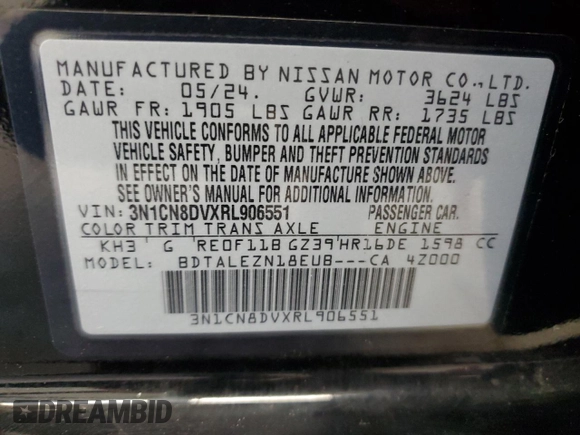 MANUFACTURED BY NISSAN MOTOR CO., LTD.
DATE: 05/24. GVWR: 3624 LBS
GAWR FR: 1905 LBS GAWR RR: 1735 LBS
THIS VEHICLE CONFORMS TO ALL APPLICABLE FEDERAL MOTOR
VEHICLE SAFETY, BUMPER AND THEFT PREVENTION STANDARDS
IN EFFECT ON THE DATE OF MANUFACTURE SHOWN ABOVE.
SEE OWNER'S MANUAL FOR ADDITIONAL INFORMATION.
VIN: 3N1CN8DVXRL906551 PASSENGER CAR.
COLOR TRIM TRANS AXLE ENGINE
KH3 G RE0F11B GZ39 HR16DE 1598 CC
MODEL: BDTALEZN18EUB---CA 4Z000
3N1CN8DVXRL906551
DREAMBID